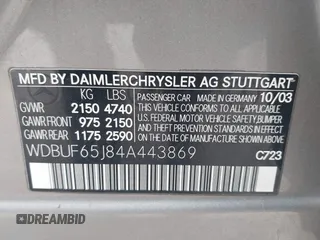 MFD BY DAIMLERCHRYSLER AG STUTTGART
KG LBS PASSENGER CAR MADE IN GERMANY 10/03
GVWR 2150 4740 THIS VEHICLE CONFORMS TO ALL
GAWR FRONT 975 2150 APPLICABLE U.S. FEDERAL MOTOR
GAWR REAR 1175 2590 VEHICLE SAFETY, BUMPER, AND THEFT PREVENTION STANDARDS IN EFFECT ON THE DATE OF MANUFACTURE SHOWN ABOVE.
WDBUF65J84A443869
C723
AUTOBIDMASTER